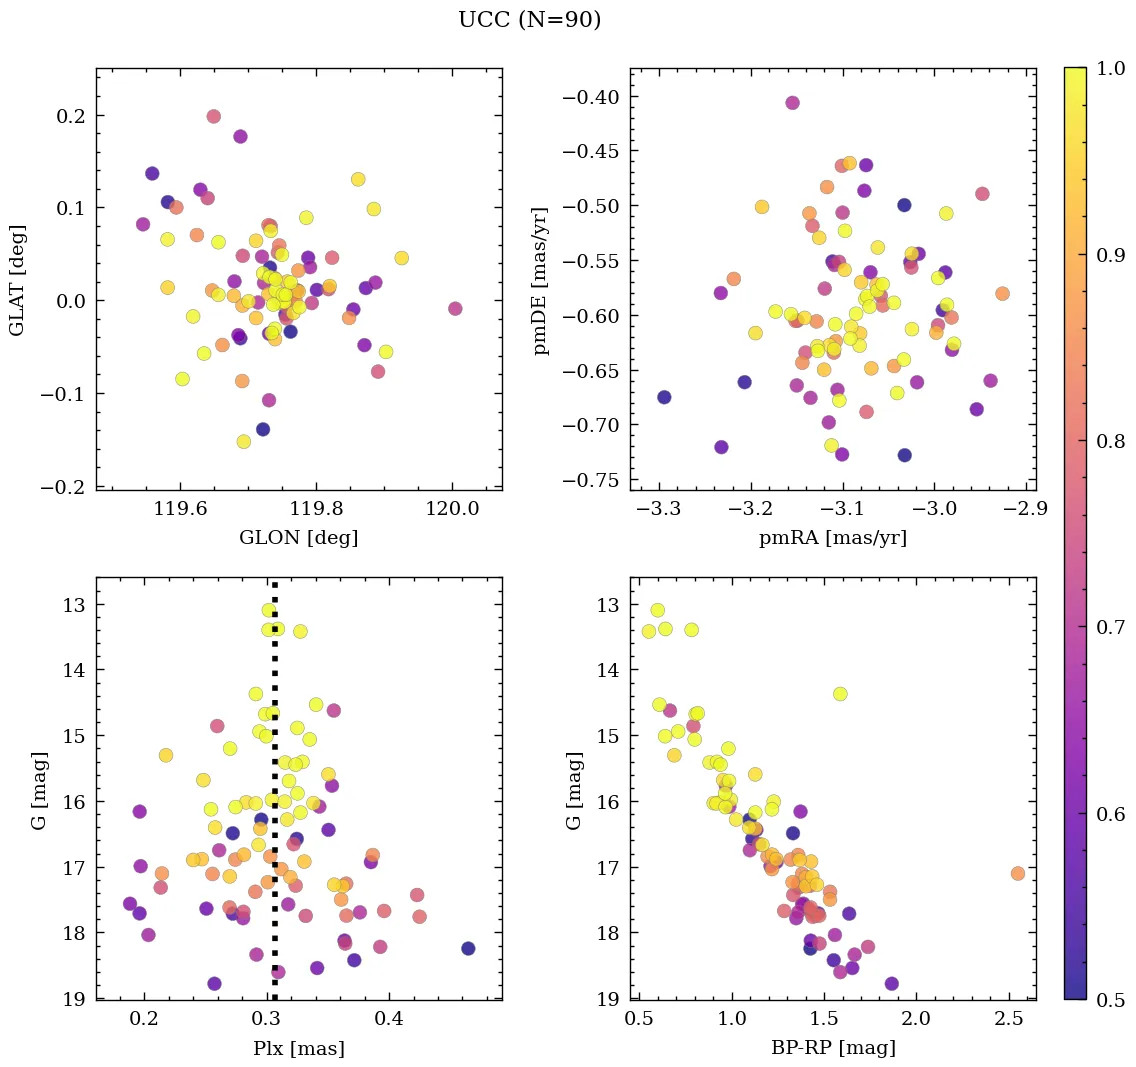 UCC (N=90)
0.2
0.1
0.0
−0.1
−0.2
GLAT [deg]
119.6 119.8 120.0
GLON [deg]
−0.40
−0.45
−0.50
−0.55
−0.60
−0.65
−0.70
−0.75
pmDE [mas/yr]
−3.3 −3.2 −3.1 −3.0 −2.9
pmRA [mas/yr]
13
14
15
16
17
18
19
G [mag]
0.2 0.3 0.4
Plx [mas]
13
14
15
16
17
18
19
G [mag]
0.5 1.0 1.5 2.0 2.5
BP-RP [mag]
1.0
0.9
0.8
0.7
0.6
0.5